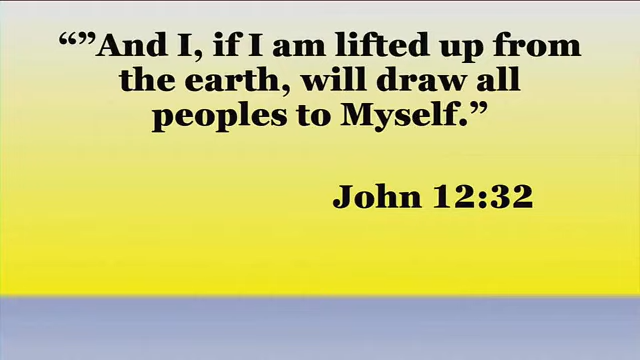 “”And I, if I am lifted up from
the earth, will draw all
peoples to Myself.”
John 12:32